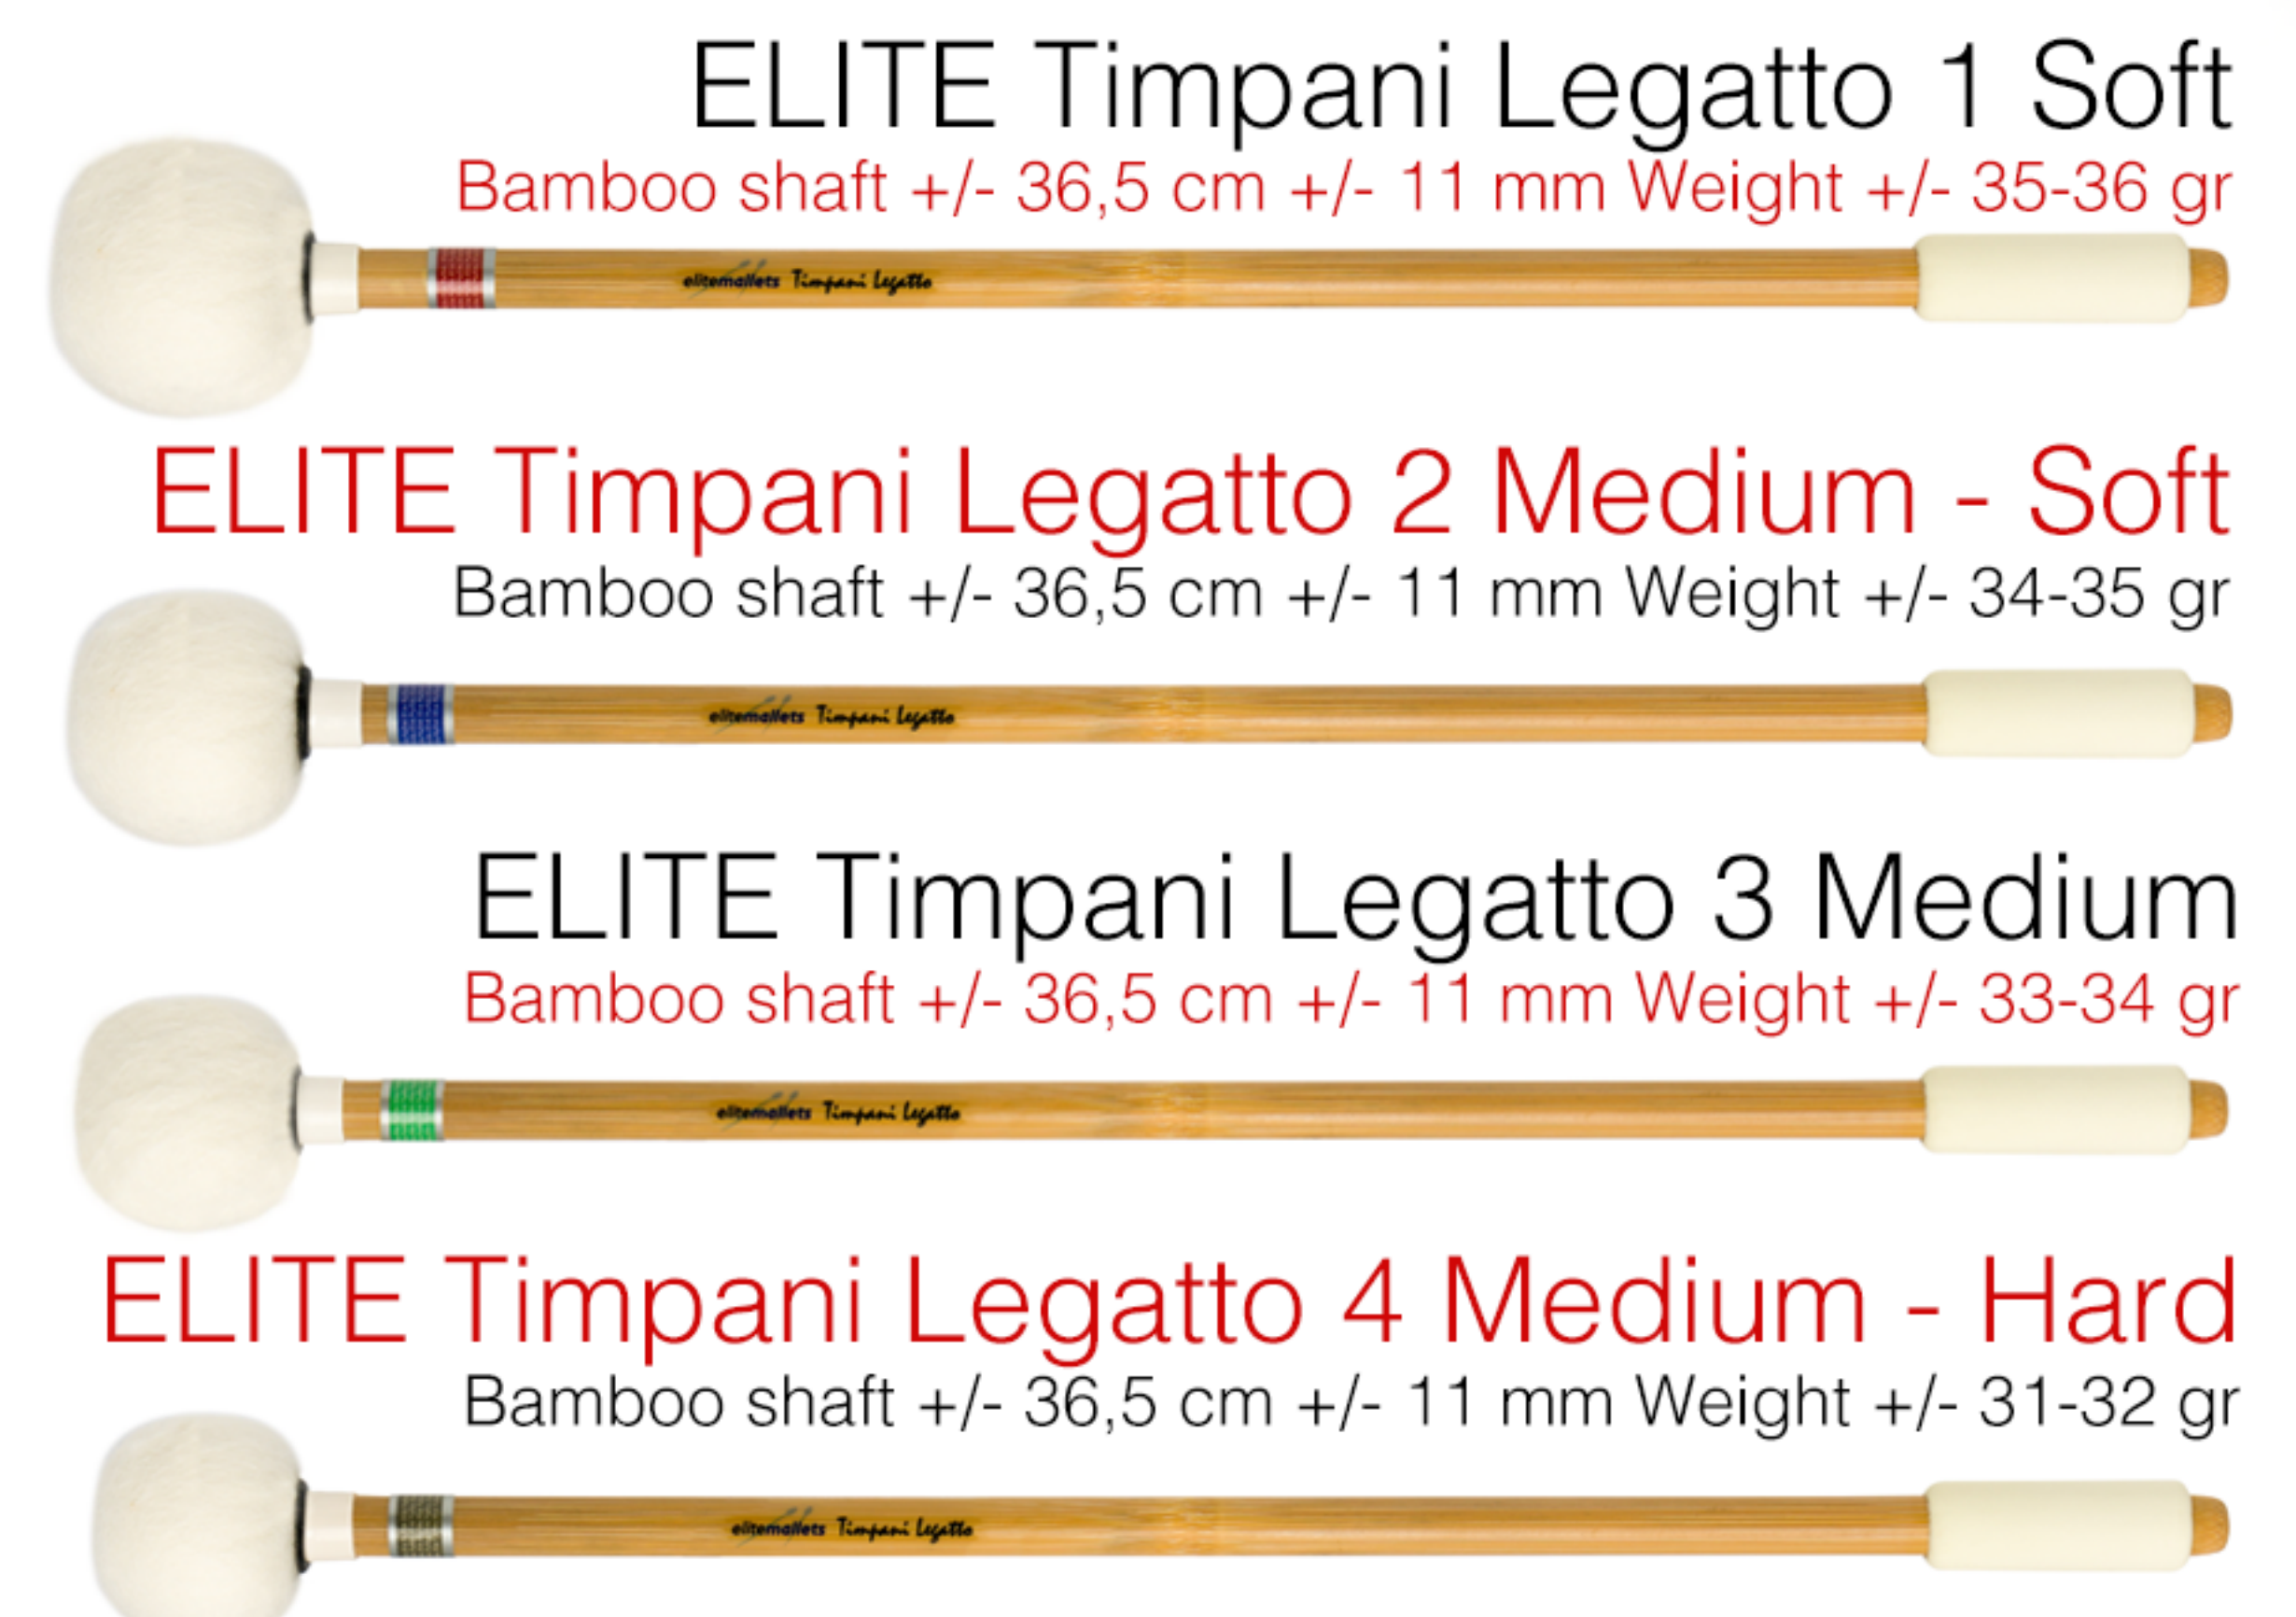 ELITE Timpani Legatto 1 Soft
Bamboo shaft +/- 36,5 cm +/- 11 mm Weight +/- 35-36 gr
elitemallets Timpani Legatto
ELITE Timpani Legatto 2 Medium - Soft
Bamboo shaft +/- 36,5 cm +/- 11 mm Weight +/- 34-35 gr
elitemallets Timpani Legatto
ELITE Timpani Legatto 3 Medium
Bamboo shaft +/- 36,5 cm +/- 11 mm Weight +/- 33-34 gr
elitemallets Timpani Legatto
ELITE Timpani Legatto 4 Medium - Hard
Bamboo shaft +/- 36,5 cm +/- 11 mm Weight +/- 31-32 gr
elitemallets Timpani Legatto